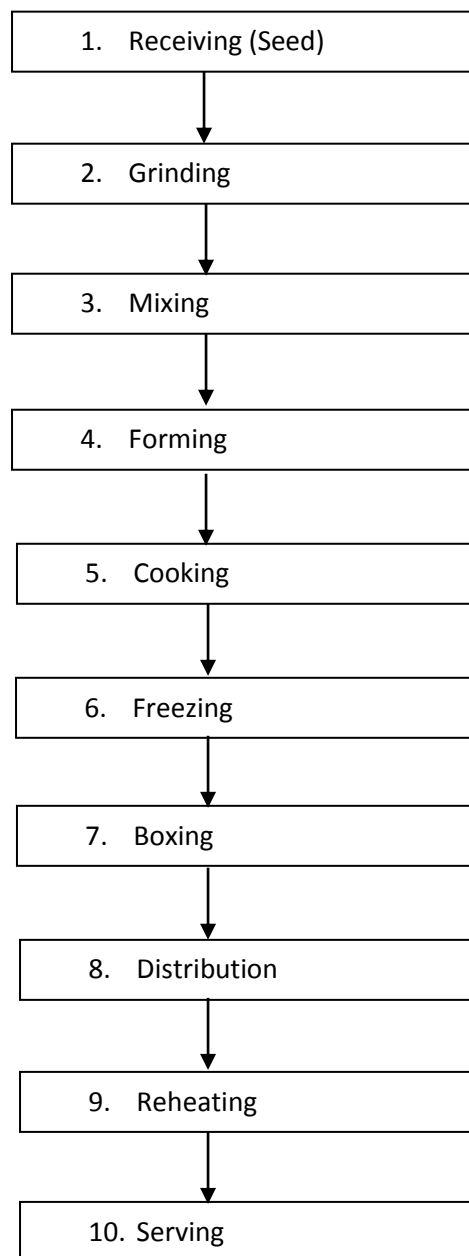 1. Receiving (Seed)
2. Grinding
3. Mixing
4. Forming
5. Cooking
6. Freezing
7. Boxing
8. Distribution
9. Reheating
10. Serving